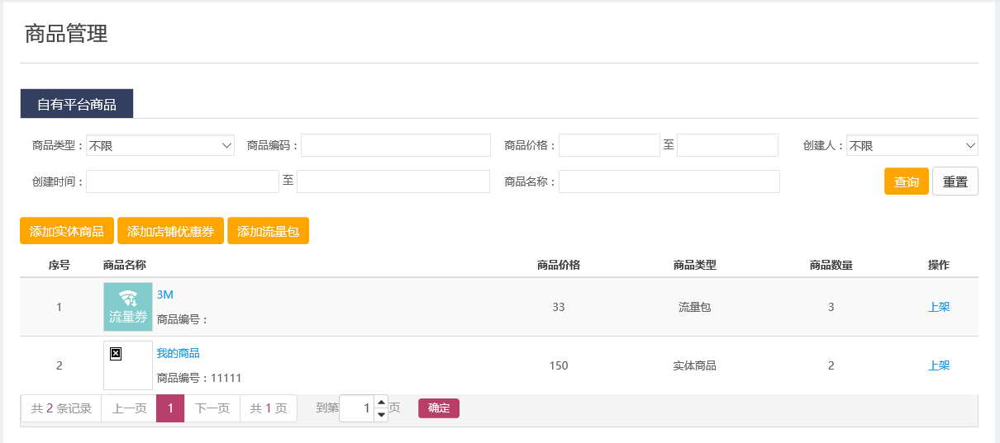 商品管理
自有平台商品
商品类型：不限 商品编码： 商品价格： 至 创建人：不限
创建时间： 至 商品名称： 查询 重置
添加实体商品 添加店铺优惠券 添加流量包
序号 商品名称 商品价格 商品类型 商品数量 操作
1 流量券 3M 商品编号： 33 流量包 3 上架
2 我的商品 商品编号：11111 150 实体商品 2 上架
共 2 条记录 上一页 1 下一页 共 1 页 到第 1 页 确定